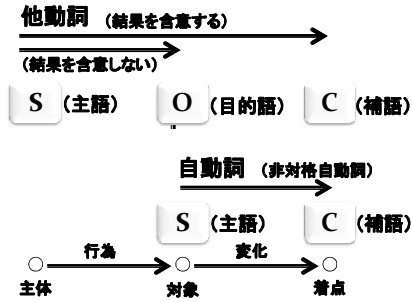 他動詞 （結果を含意する）
（結果を含意しない）
S （主語） O （目的語） C （補語）
自動詞 （非対格自動詞）
S （主語） C （補語）
行為 変化
主体 対象 着点